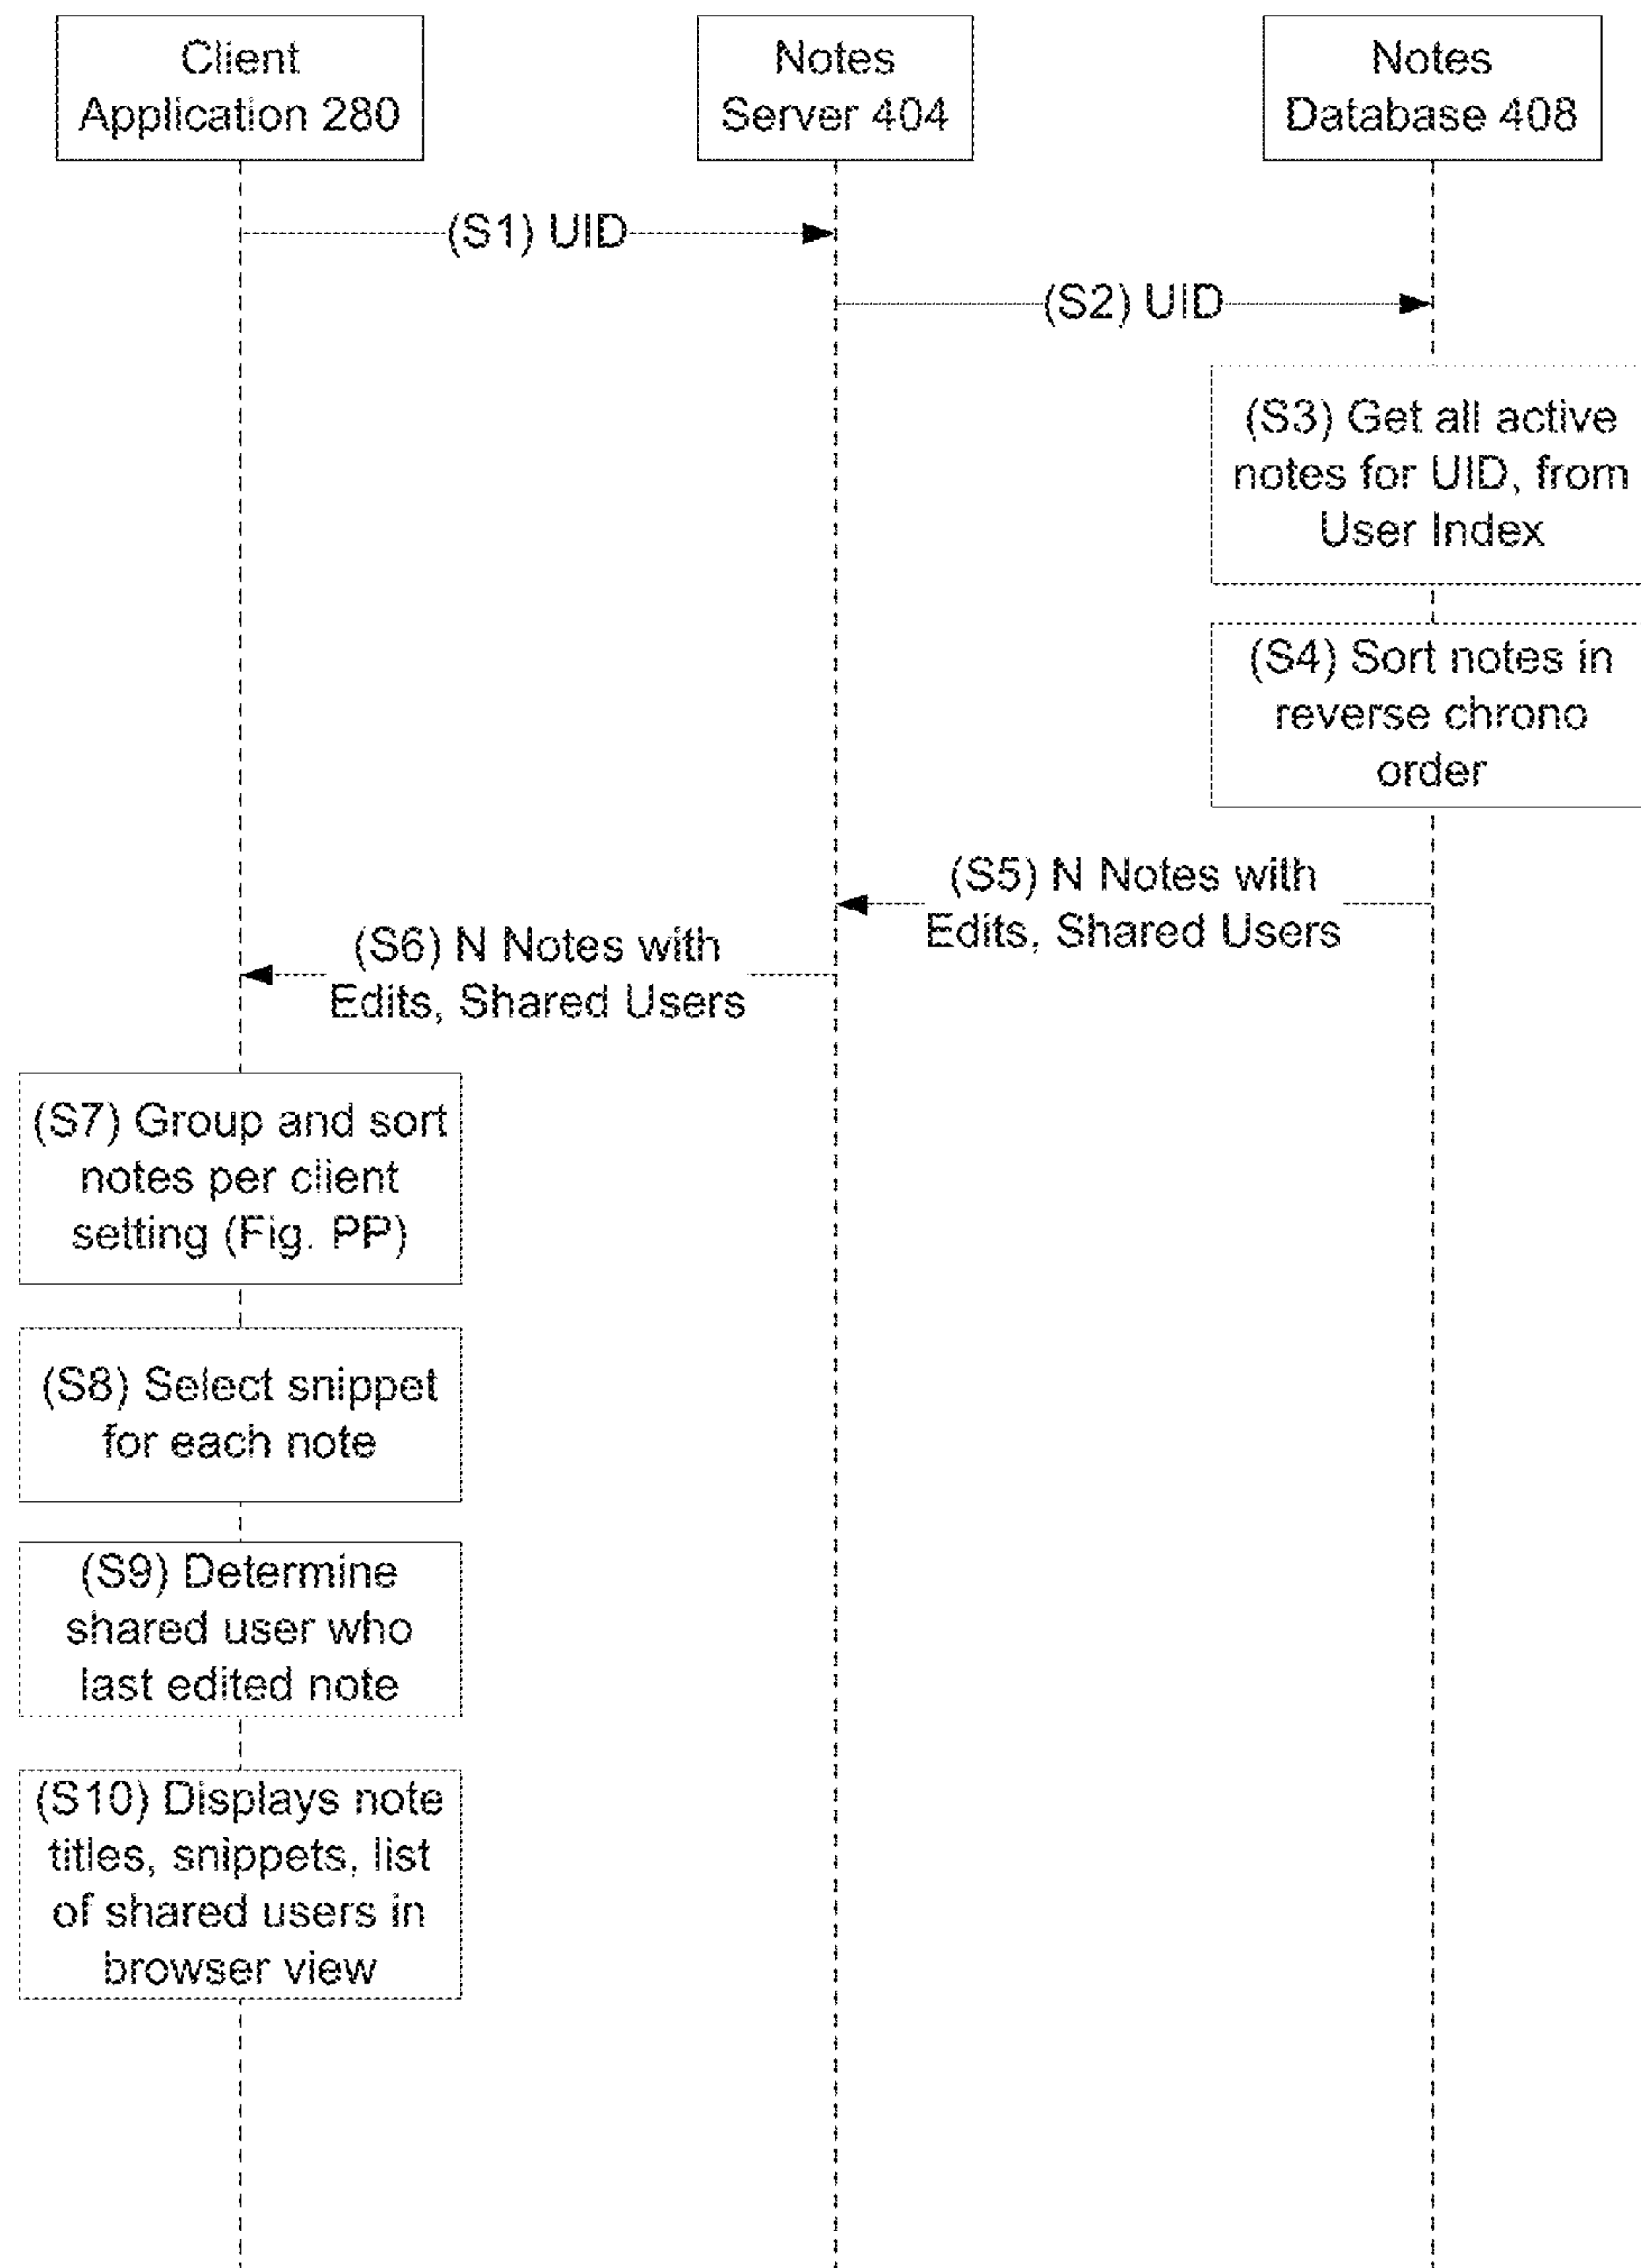 Client
Application 280
Notes
Server 404
Notes
Database 408
(S1) UID
(S2) UID
(S3) Get all active
notes for UID, from
User Index
(S4) Sort notes in
reverse chrono
order
(S5) N Notes with
Edits, Shared Users
(S6) N Notes with
Edits, Shared Users
(S7) Group and sort
notes per client
setting (Fig. PP)
(S8) Select snippet
for each note
(S9) Determine
shared user who
last edited note
(S10) Displays note
titles, snippets, list
of shared users in
browser view